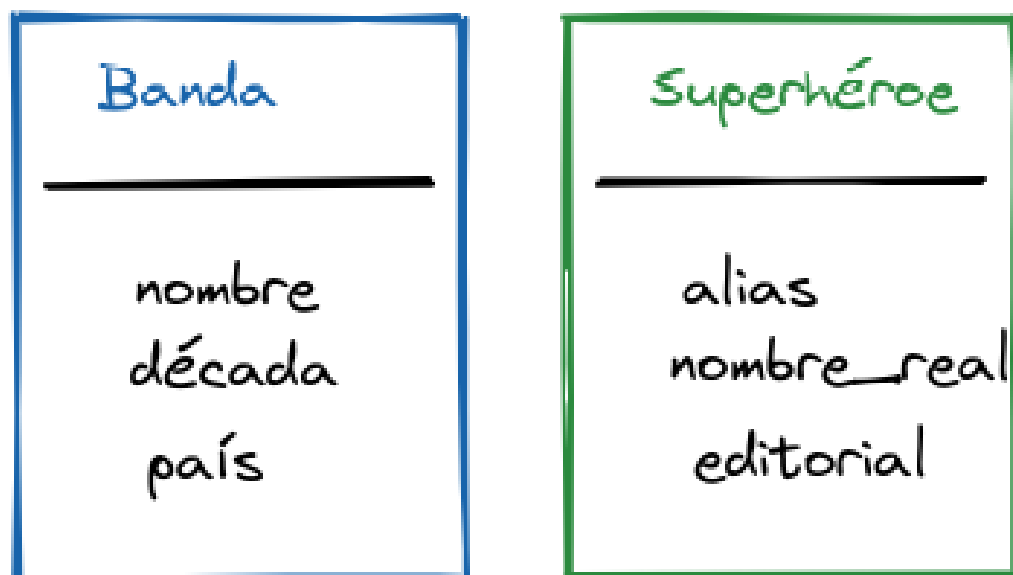 Banda
nombre
década
país
Superhéroe
alias
nombre_real
editorial